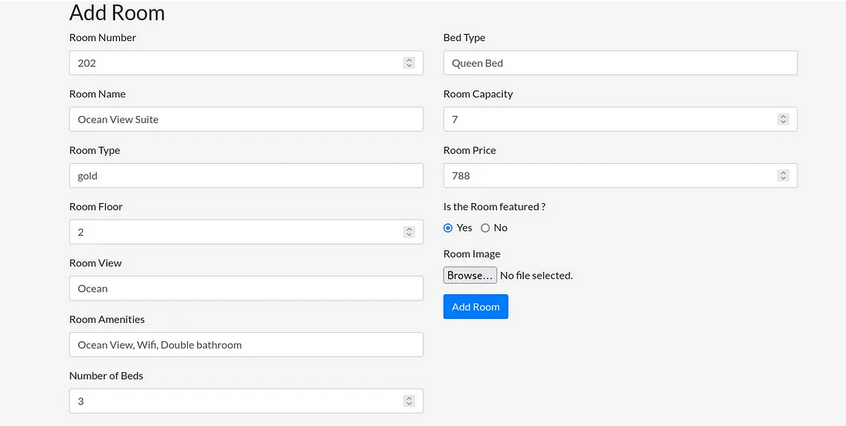 Add Room
Room Number
202
Room Name
Ocean View Suite
Room Type
gold
Room Floor
2
Room View
Ocean
Room Amenities
Ocean View, Wifi, Double bathroom
Number of Beds
3
Bed Type
Queen Bed
Room Capacity
7
Room Price
788
Is the Room featured ?
Yes No
Room Image
Browse... No file selected.
Add Room